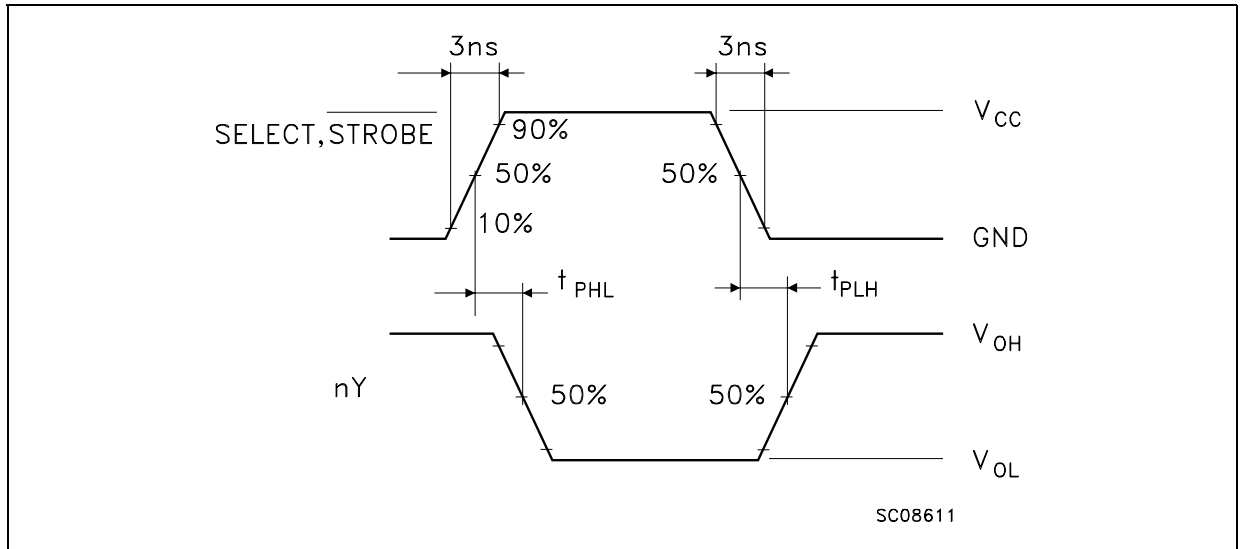 3ns 3ns
SELECT,STROBE 90% VCC
50% 50%
10% GND
tPHL tPLH
VOH
nY 50% 50%
VOL
SC08611